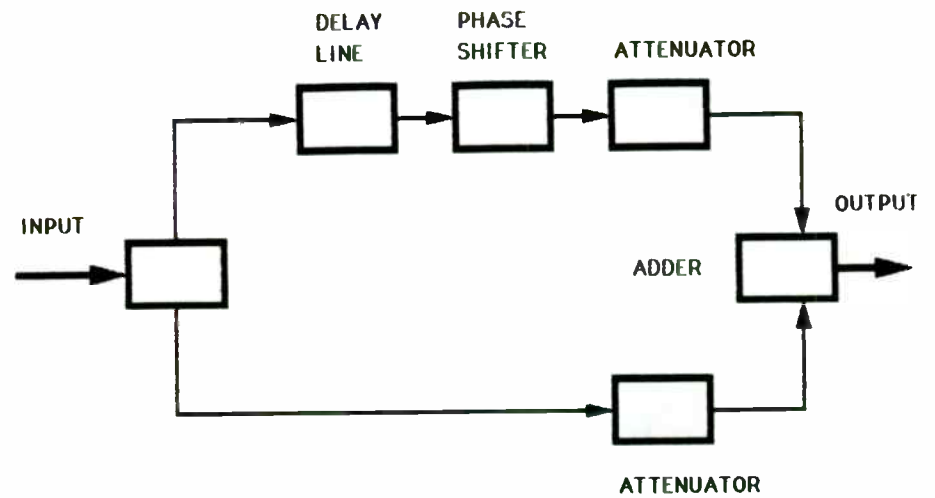 DELAY
LINE
PHASE
SHIFTER
ATTENUATOR
INPUT
OUTPUT
ADDER
ATTENUATOR